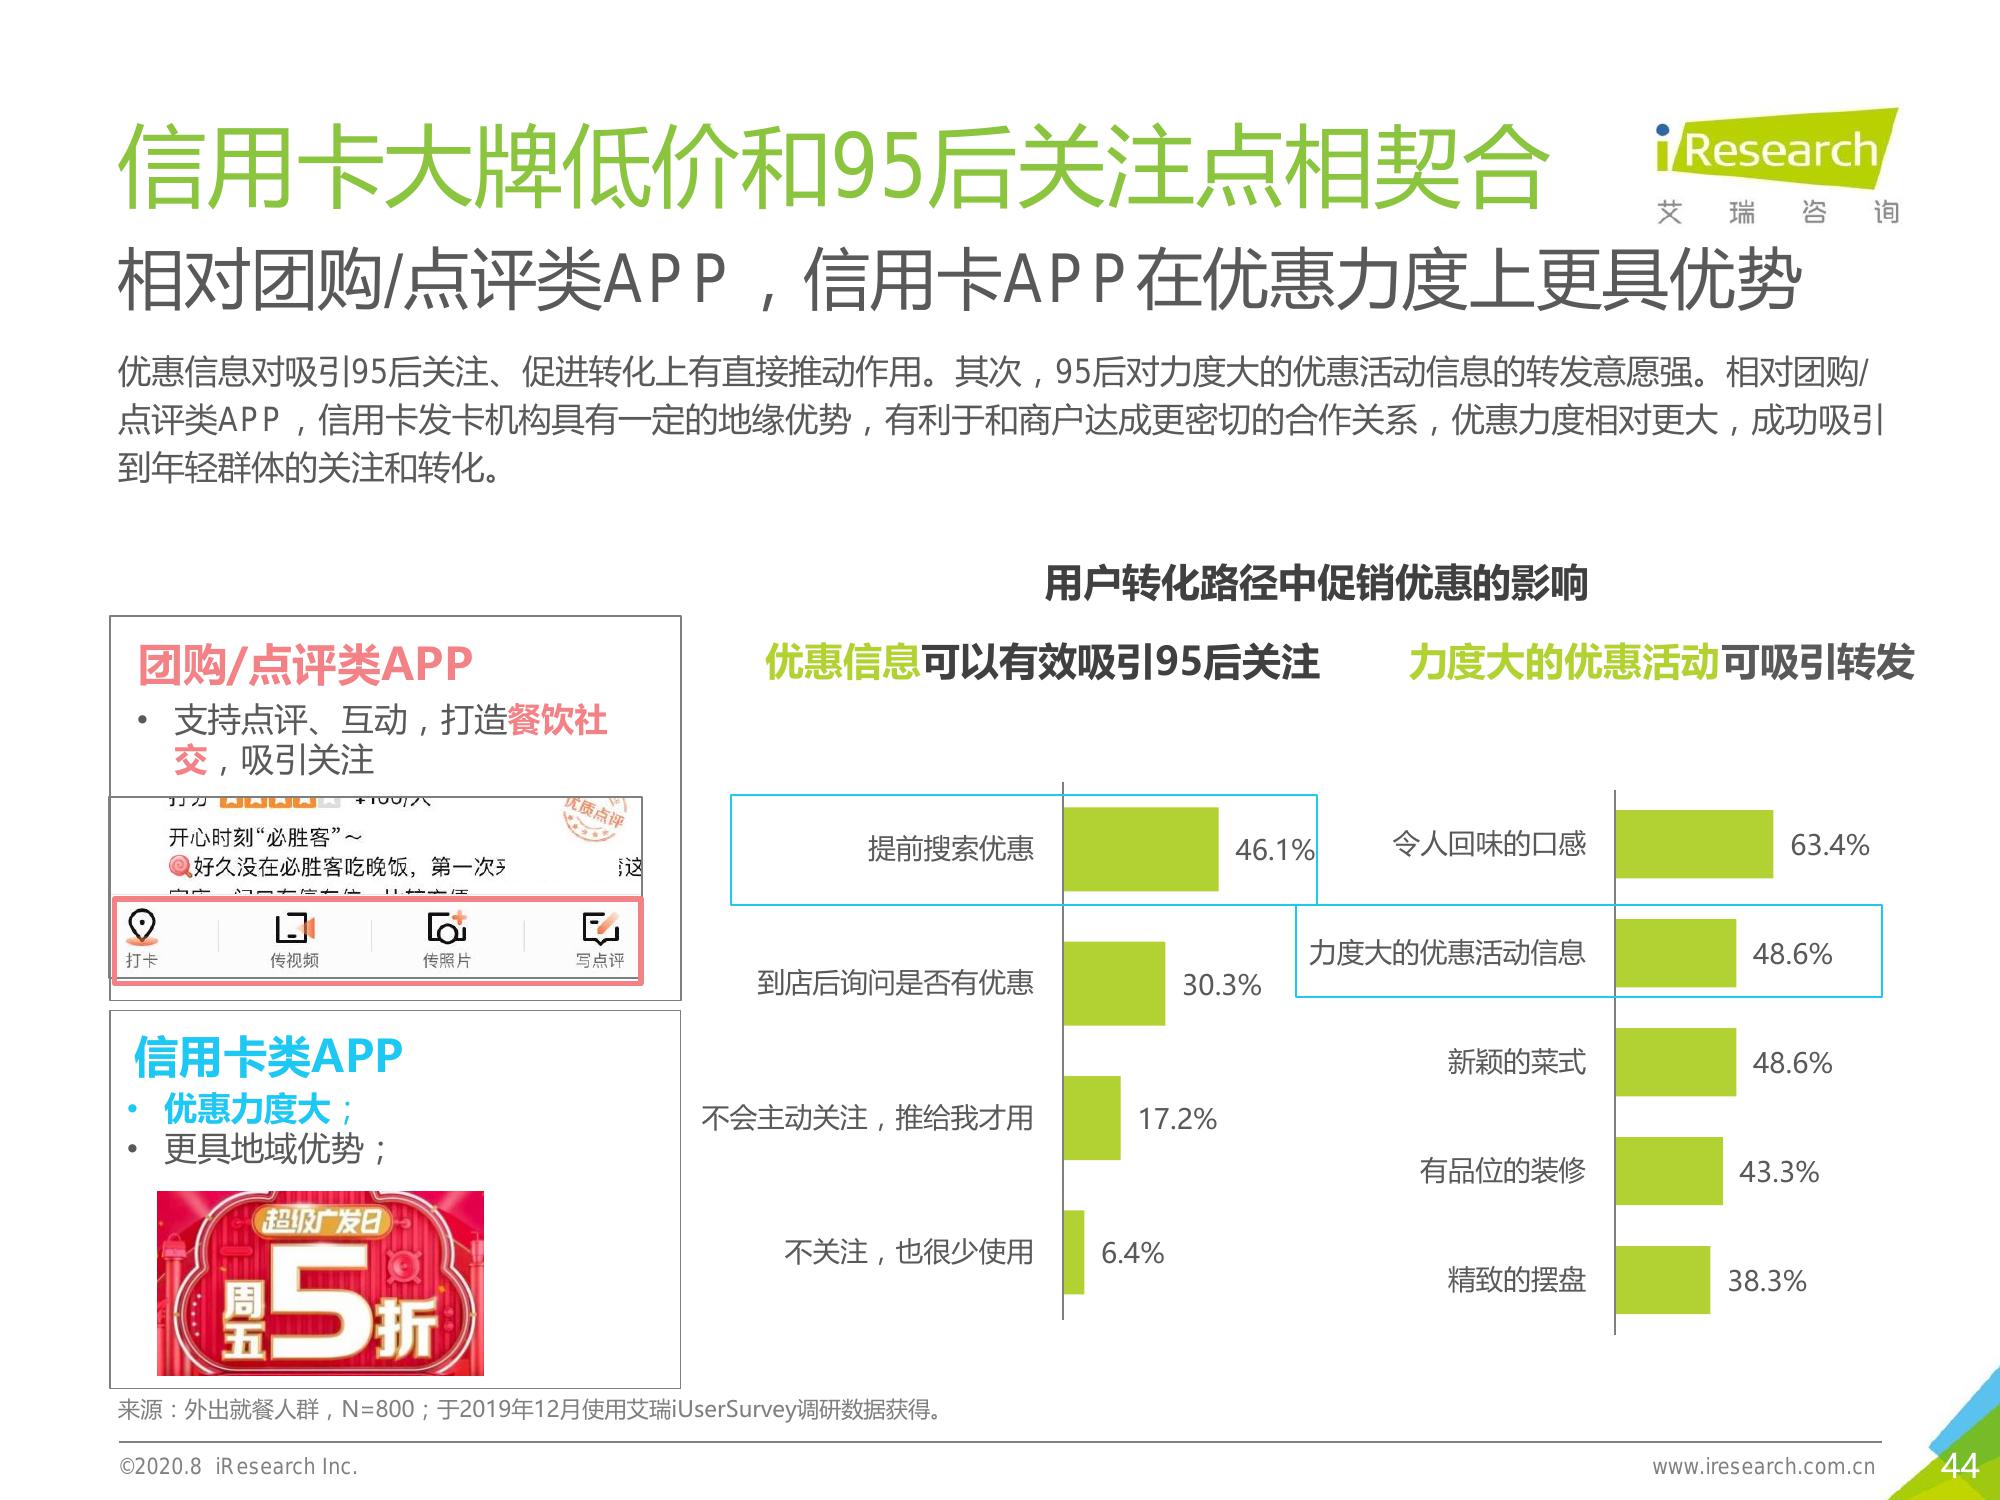 信用卡大牌低价和95后关注点相契合
iResearch
艾瑞咨询
相对团购/点评类APP，信用卡APP在优惠力度上更具优势
优惠信息对吸引95后关注、促进转化上有直接推动作用。其次，95后对力度大的优惠活动信息的转发意愿强。相对团购/
点评类APP，信用卡发卡机构具有一定的地缘优势，有利于和商户达成更密切的合作关系，优惠力度相对更大，成功吸引
到年轻群体的关注和转化。
用户转化路径中促销优惠的影响
团购/点评类APP
• 支持点评、互动，打造餐饮社
交，吸引关注
优质点评
开心时刻“必胜客”～
好久没在必胜客吃晚饭，第一次
这
打卡
传视频
传照片
写点评
信用卡类APP
• 优惠力度大；
• 更具地域优势；
超级广发日
周五5折
优惠信息可以有效吸引95后关注
提前搜索优惠 46.1%
到店后询问是否有优惠 30.3%
不会主动关注，推给我才用 17.2%
不关注，也很少使用 6.4%
力度大的优惠活动可吸引转发
令人回味的口感 63.4%
力度大的优惠活动信息 48.6%
新颖的菜式 48.6%
有品位的装修 43.3%
精致的摆盘 38.3%
来源：外出就餐人群，N=800；于2019年12月使用艾瑞iUserSurvey调研数据获得。
©2020.8 iResearch Inc.
www.iresearch.com.cn
44